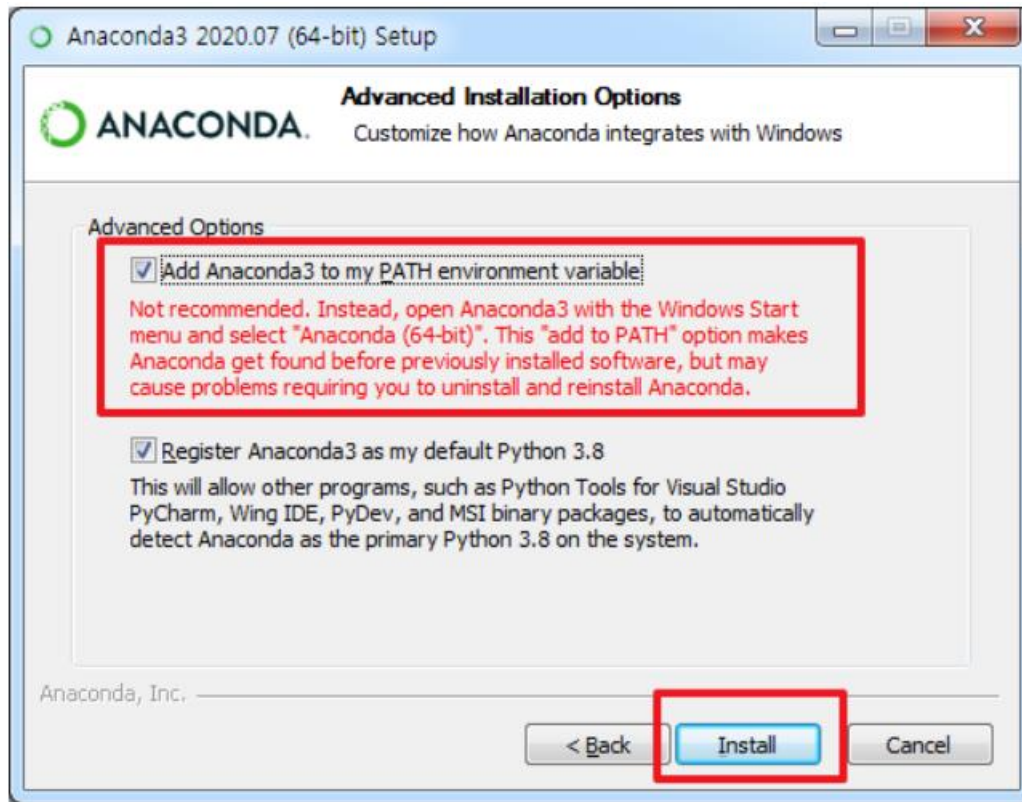 Anaconda3 2020.07 (64-bit) Setup
ANACONDA.
Advanced Installation Options
Customize how Anaconda integrates with Windows
Advanced Options
Add Anaconda3 to my PATH environment variable
Not recommended. Instead, open Anaconda3 with the Windows Start
menu and select "Anaconda (64-bit)". This "add to PATH" option makes
Anaconda get found before previously installed software, but may
cause problems requiring you to uninstall and reinstall Anaconda.
Register Anaconda3 as my default Python 3.8
This will allow other programs, such as Python Tools for Visual Studio
PyCharm, Wing IDE, PyDev, and MSI binary packages, to automatically
detect Anaconda as the primary Python 3.8 on the system.
Anaconda, Inc.
< Back Install Cancel